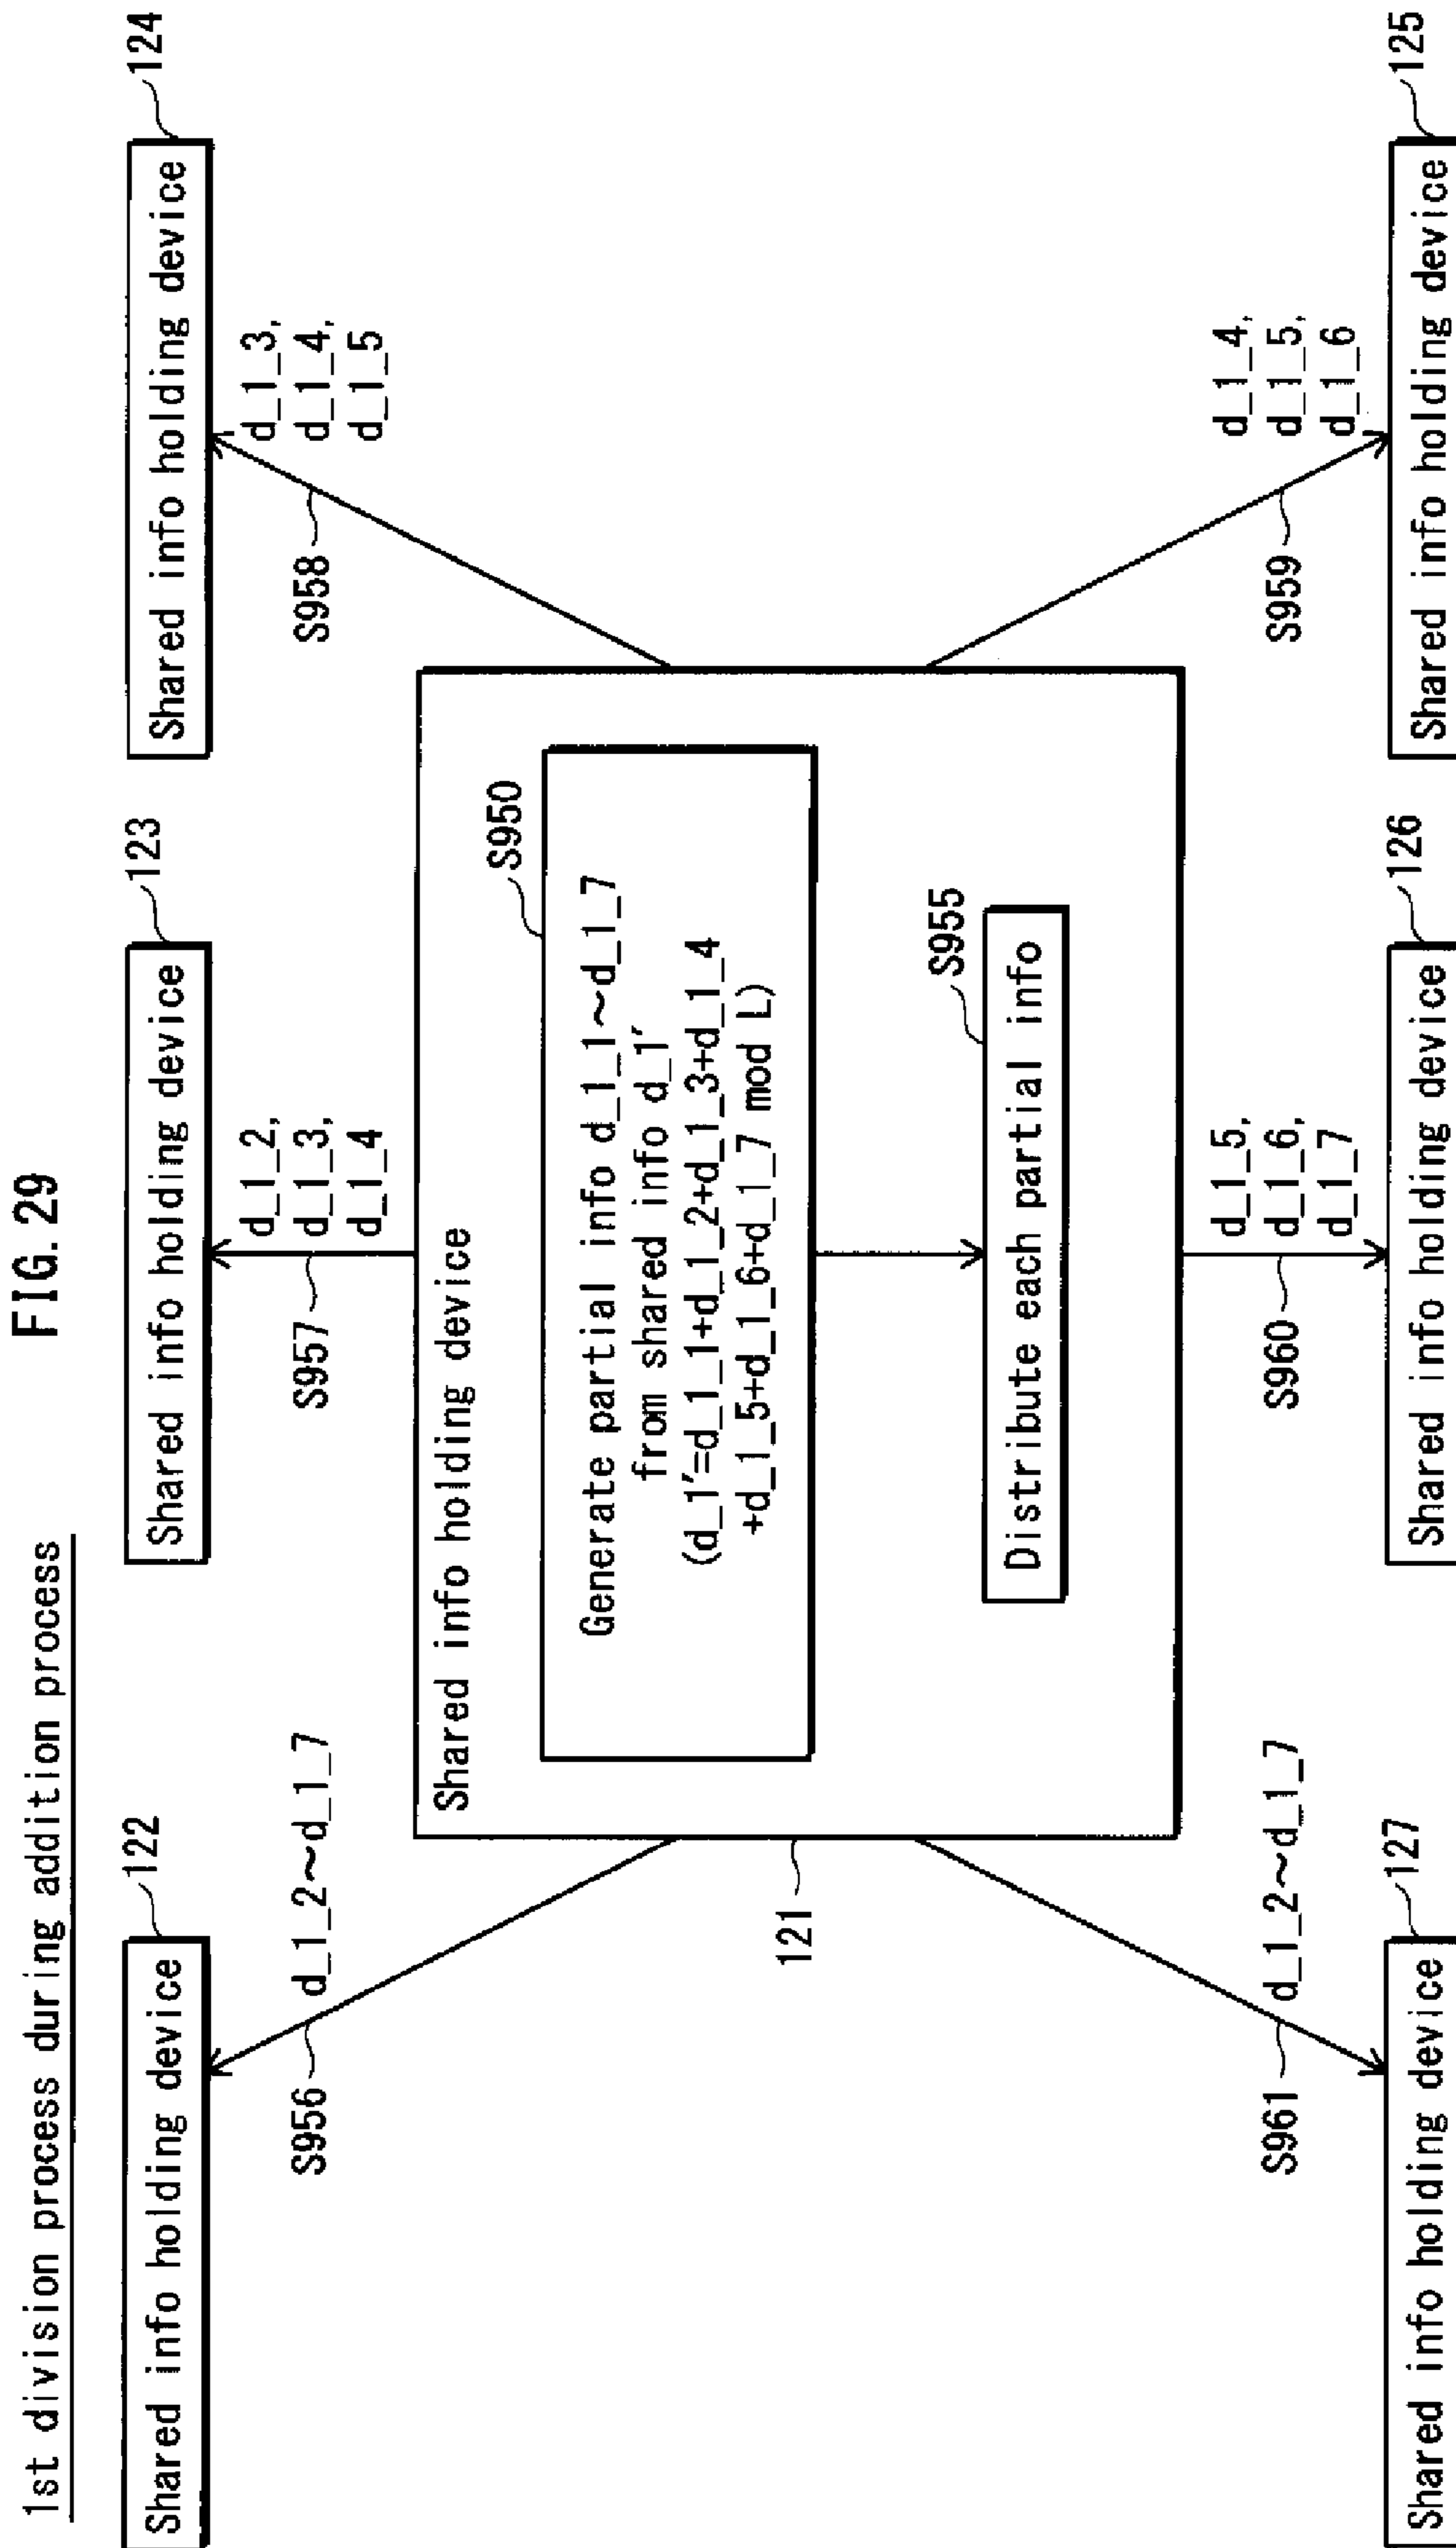 FIG. 29
1st division process during addition process
122
Shared info holding device
123
Shared info holding device
124
Shared info holding device
S956
d_1_2~d_1_7
S957
d_1_2,
d_1_3,
d_1_4
S958
d_1_3,
d_1_4,
d_1_5
121
Shared info holding device
S950
Generate partial info d_1_1~d_1_7
from shared info d_1'
(d_1'=d_1_1+d_1_2+d_1_3+d_1_4
+d_1_5+d_1_6+d_1_7 mod L)
S955
Distribute each partial info
S961
d_1_2~d_1_7
S960
d_1_5,
d_1_6,
d_1_7
S959
d_1_4,
d_1_5,
d_1_6
127
Shared info holding device
126
Shared info holding device
125
Shared info holding device